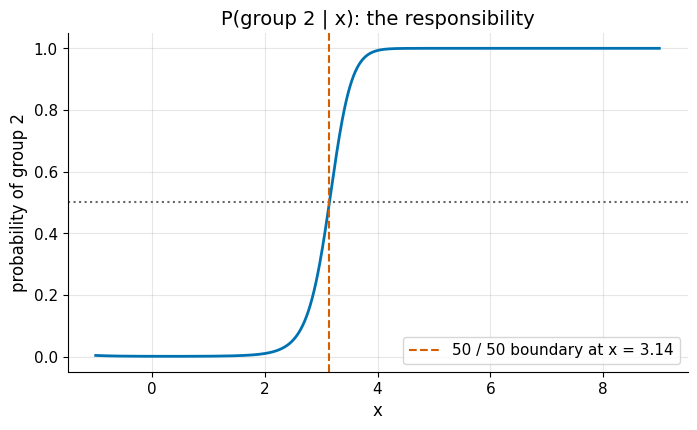 P(group 2 | x): the responsibility
probability of group 2
1.0
0.8
0.6
0.4
0.2
0.0
50 / 50 boundary at x = 3.14
0 2 4 6 8
x